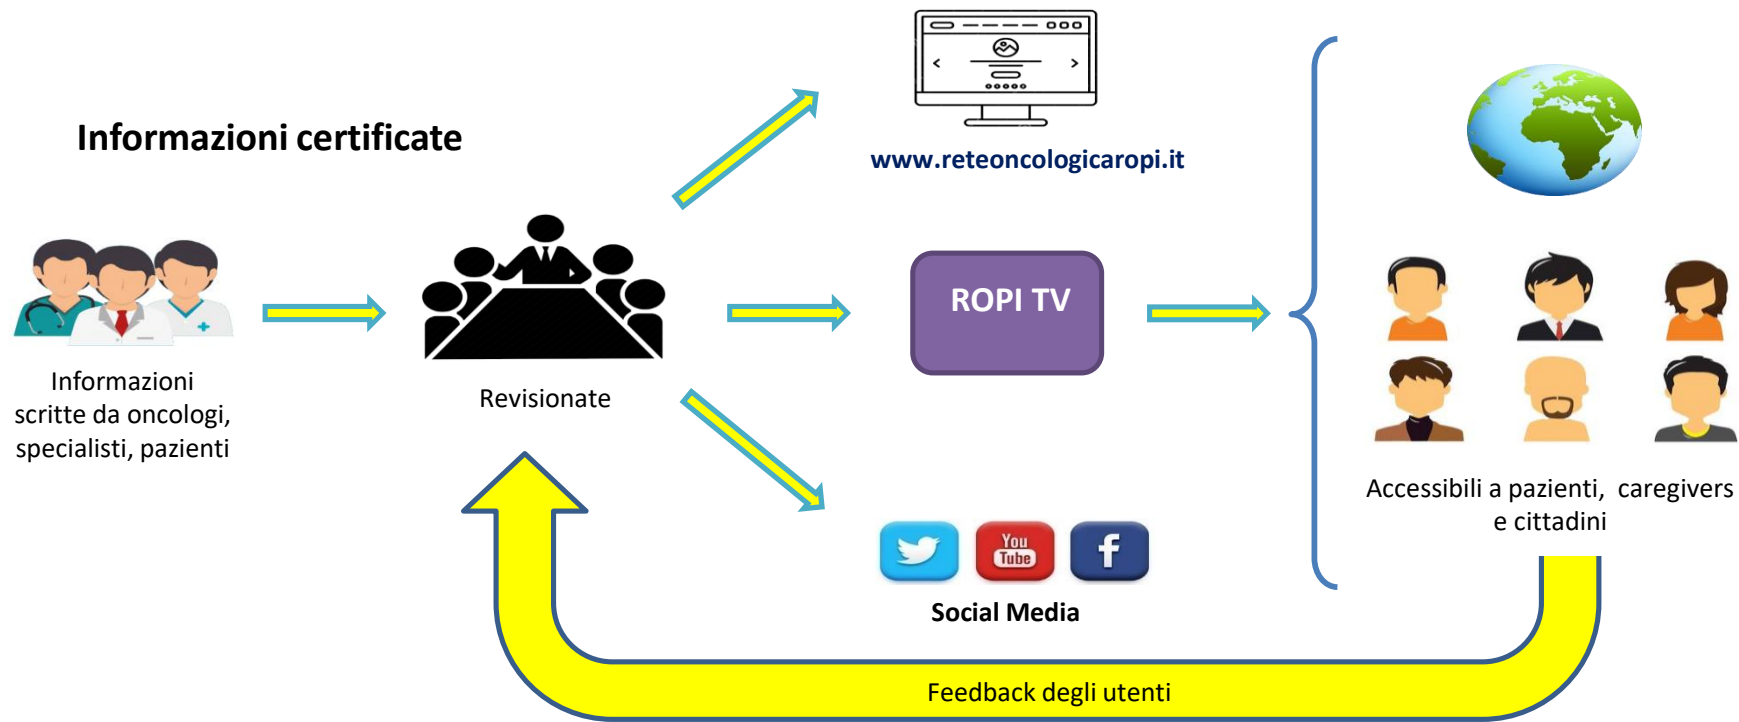 Informazioni certificate
www.reteoncologicaropi.it
Informazioni
scritte da oncologi,
specialisti, pazienti
Revisionate
ROPI TV
You
Tube
f
Social Media
Accessibili a pazienti, caregivers
e cittadini
Feedback degli utenti